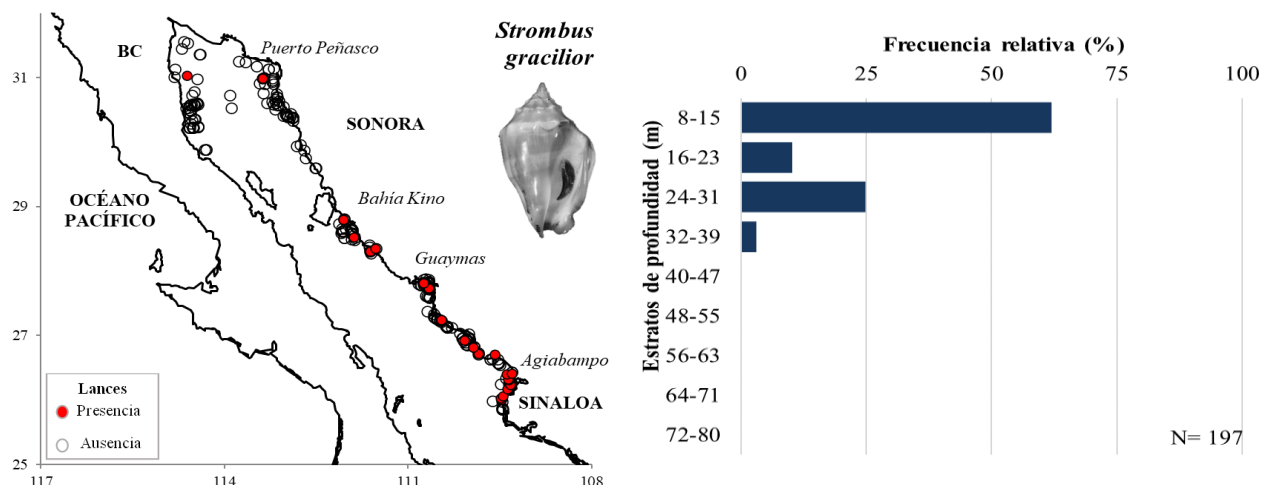 BC
Puerto Peñasco
Strombus
gracilior
SONORA
OCÉANO
PACÍFICO
Bahía Kino
Guaymas
Agiabampo
SINALOA
Lances
Presencia
Ausencia
31
29
27
25
117
114
111
108
Frecuencia relativa (%)
0
25
50
75
100
Estratos de profundidad (m)
8-15
16-23
24-31
32-39
40-47
48-55
56-63
64-71
72-80
N= 197